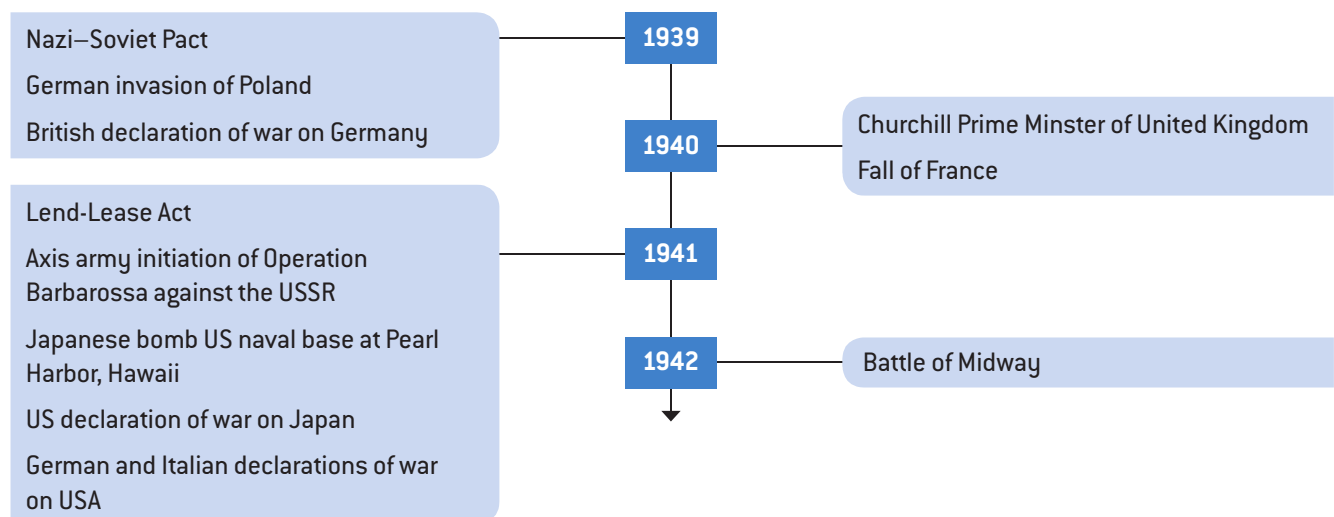 1939
Nazi–Soviet Pact
German invasion of Poland
British declaration of war on Germany
1940
Churchill Prime Minster of United Kingdom
Fall of France
1941
Lend-Lease Act
Axis army initiation of Operation
Barbarossa against the USSR
Japanese bomb US naval base at Pearl
Harbor, Hawaii
US declaration of war on Japan
German and Italian declarations of war
on USA
1942
Battle of Midway